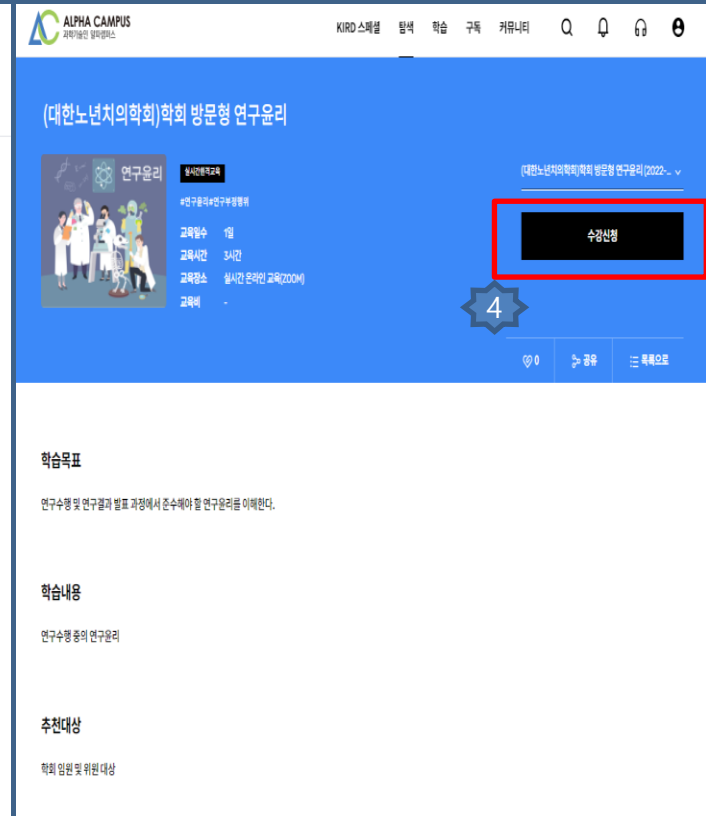 ALPHA CAMPUS
과학기술인 알파캠퍼스
KIRD 스페셜 탐색 학습 구독 커뮤니티
(대한노년치의학회)학회 방문형 연구윤리
연구윤리
실시간원격교육
#연구윤리#연구부정행위
교육일수 1일
교육시간 3시간
교육장소 실시간 온라인 교육(ZOOM)
교육비 -
(대한노년치의학회)학회 방문형 연구윤리 (2022-...
수강신청
4
0 공유 목록으로
학습목표
연구수행 및 연구결과 발표 과정에서 준수해야 할 연구윤리를 이해한다.
학습내용
연구수행 중의 연구윤리
추천대상
학회 임원 및 위원 대상